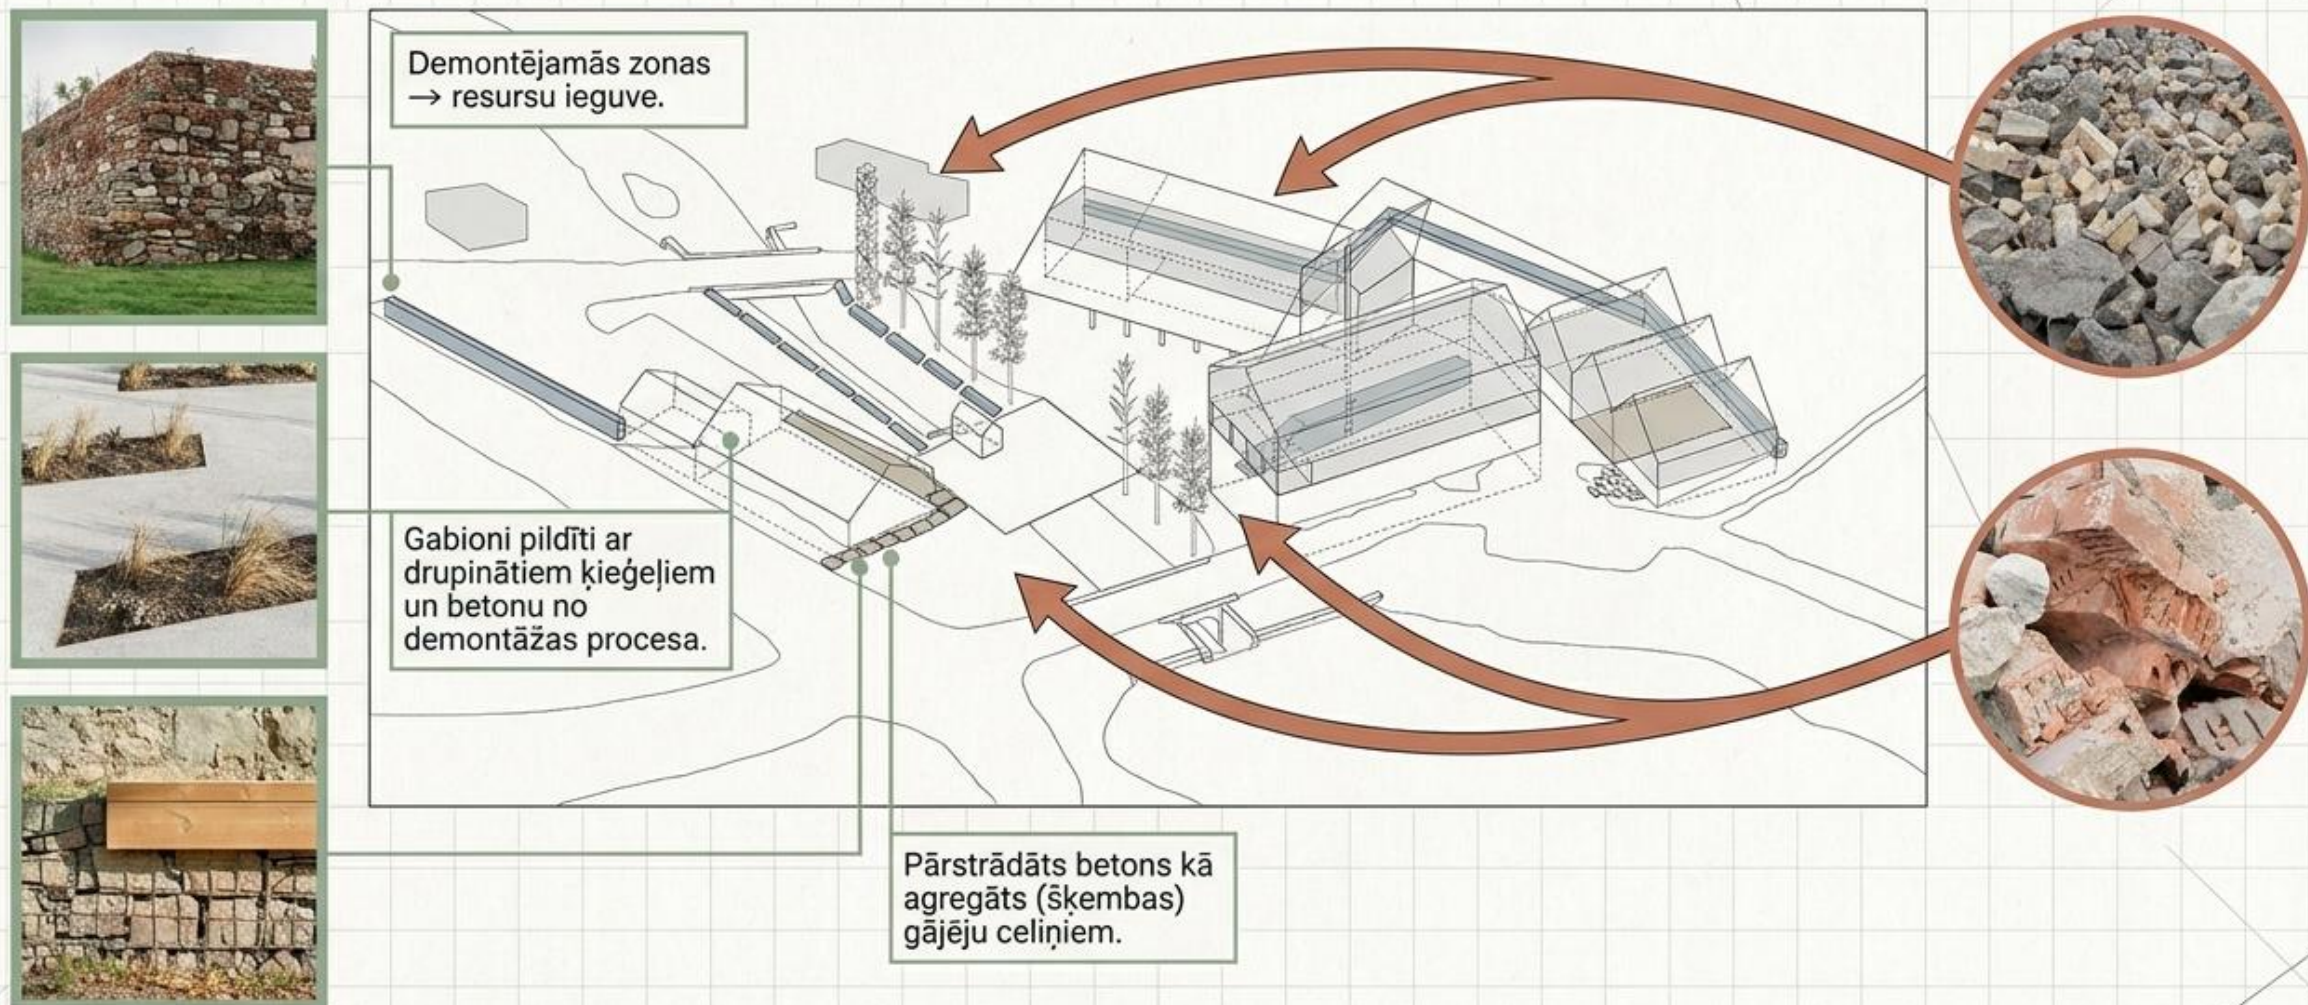 Demontējamās zonas
→ resursu ieguve.
Gabioni pildīti ar
drupinātiem ķieģeļiem
un betonu no
demontāžas procesa.
Pārstrādāts betons kā
agregāts (šķembas)
gājēju celiņiem.